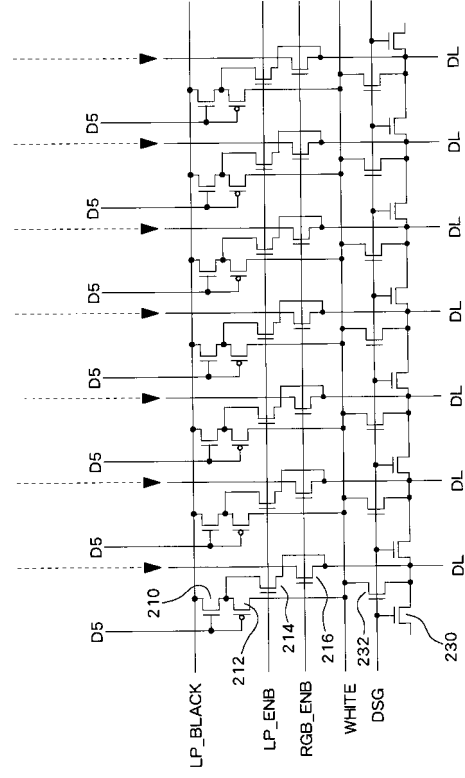 D5
D5
D5
D5
D5
D5
D5
LP_BLACK
210
212
LP_ENB
214
RGB_ENB
216
WHITE
232
DSG
230
DL
DL
DL
DL
DL
DL
DL